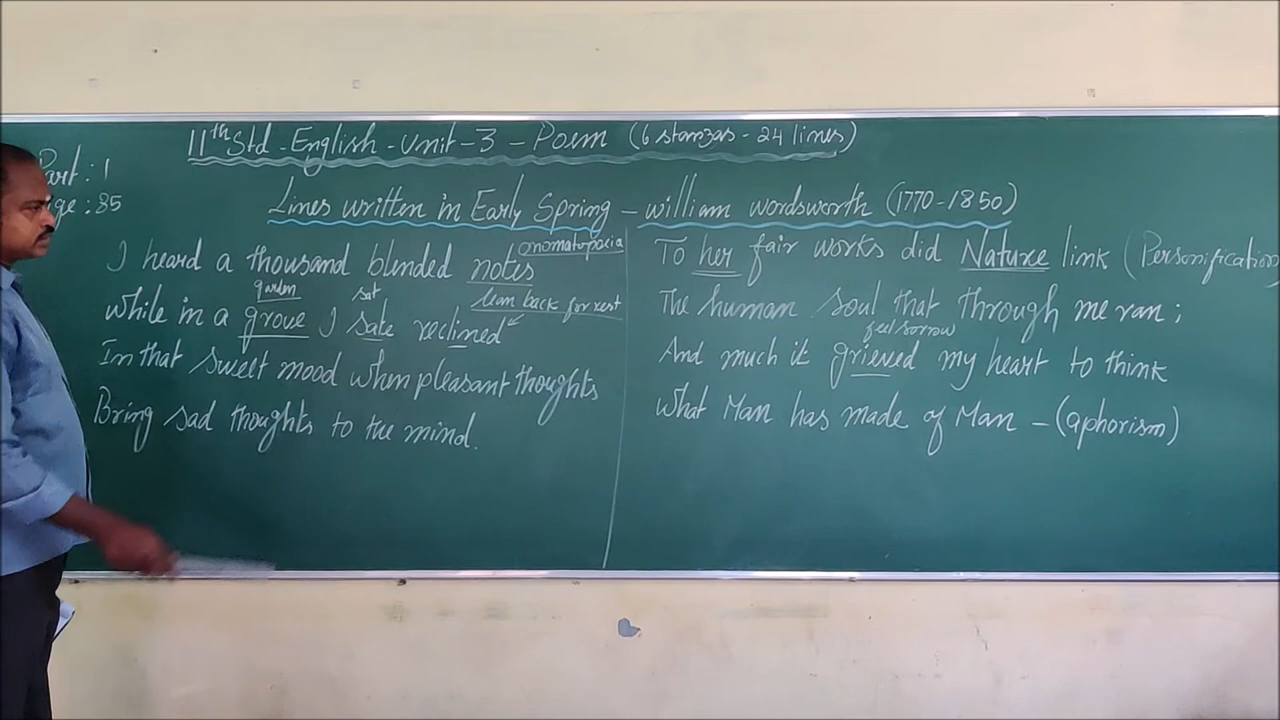 11th Std - English - Unit - 3 - Poem (6 stanzas - 24 lines)
Part : 1
ge : 85
Lines written in Early Spring - william wordsworth (1770 - 1850)
onomatopoeia
I heard a thousand blended notes
garden sat lean back for rest
while in a grove I sate reclined
In that sweet mood when pleasant thoughts
Bring sad thoughts to the mind.
To her fair works did Nature link (Personification)
The human soul that through me ran ;
feel sorrow
And much it grieved my heart to think
what Man has made of Man - (aphorism)